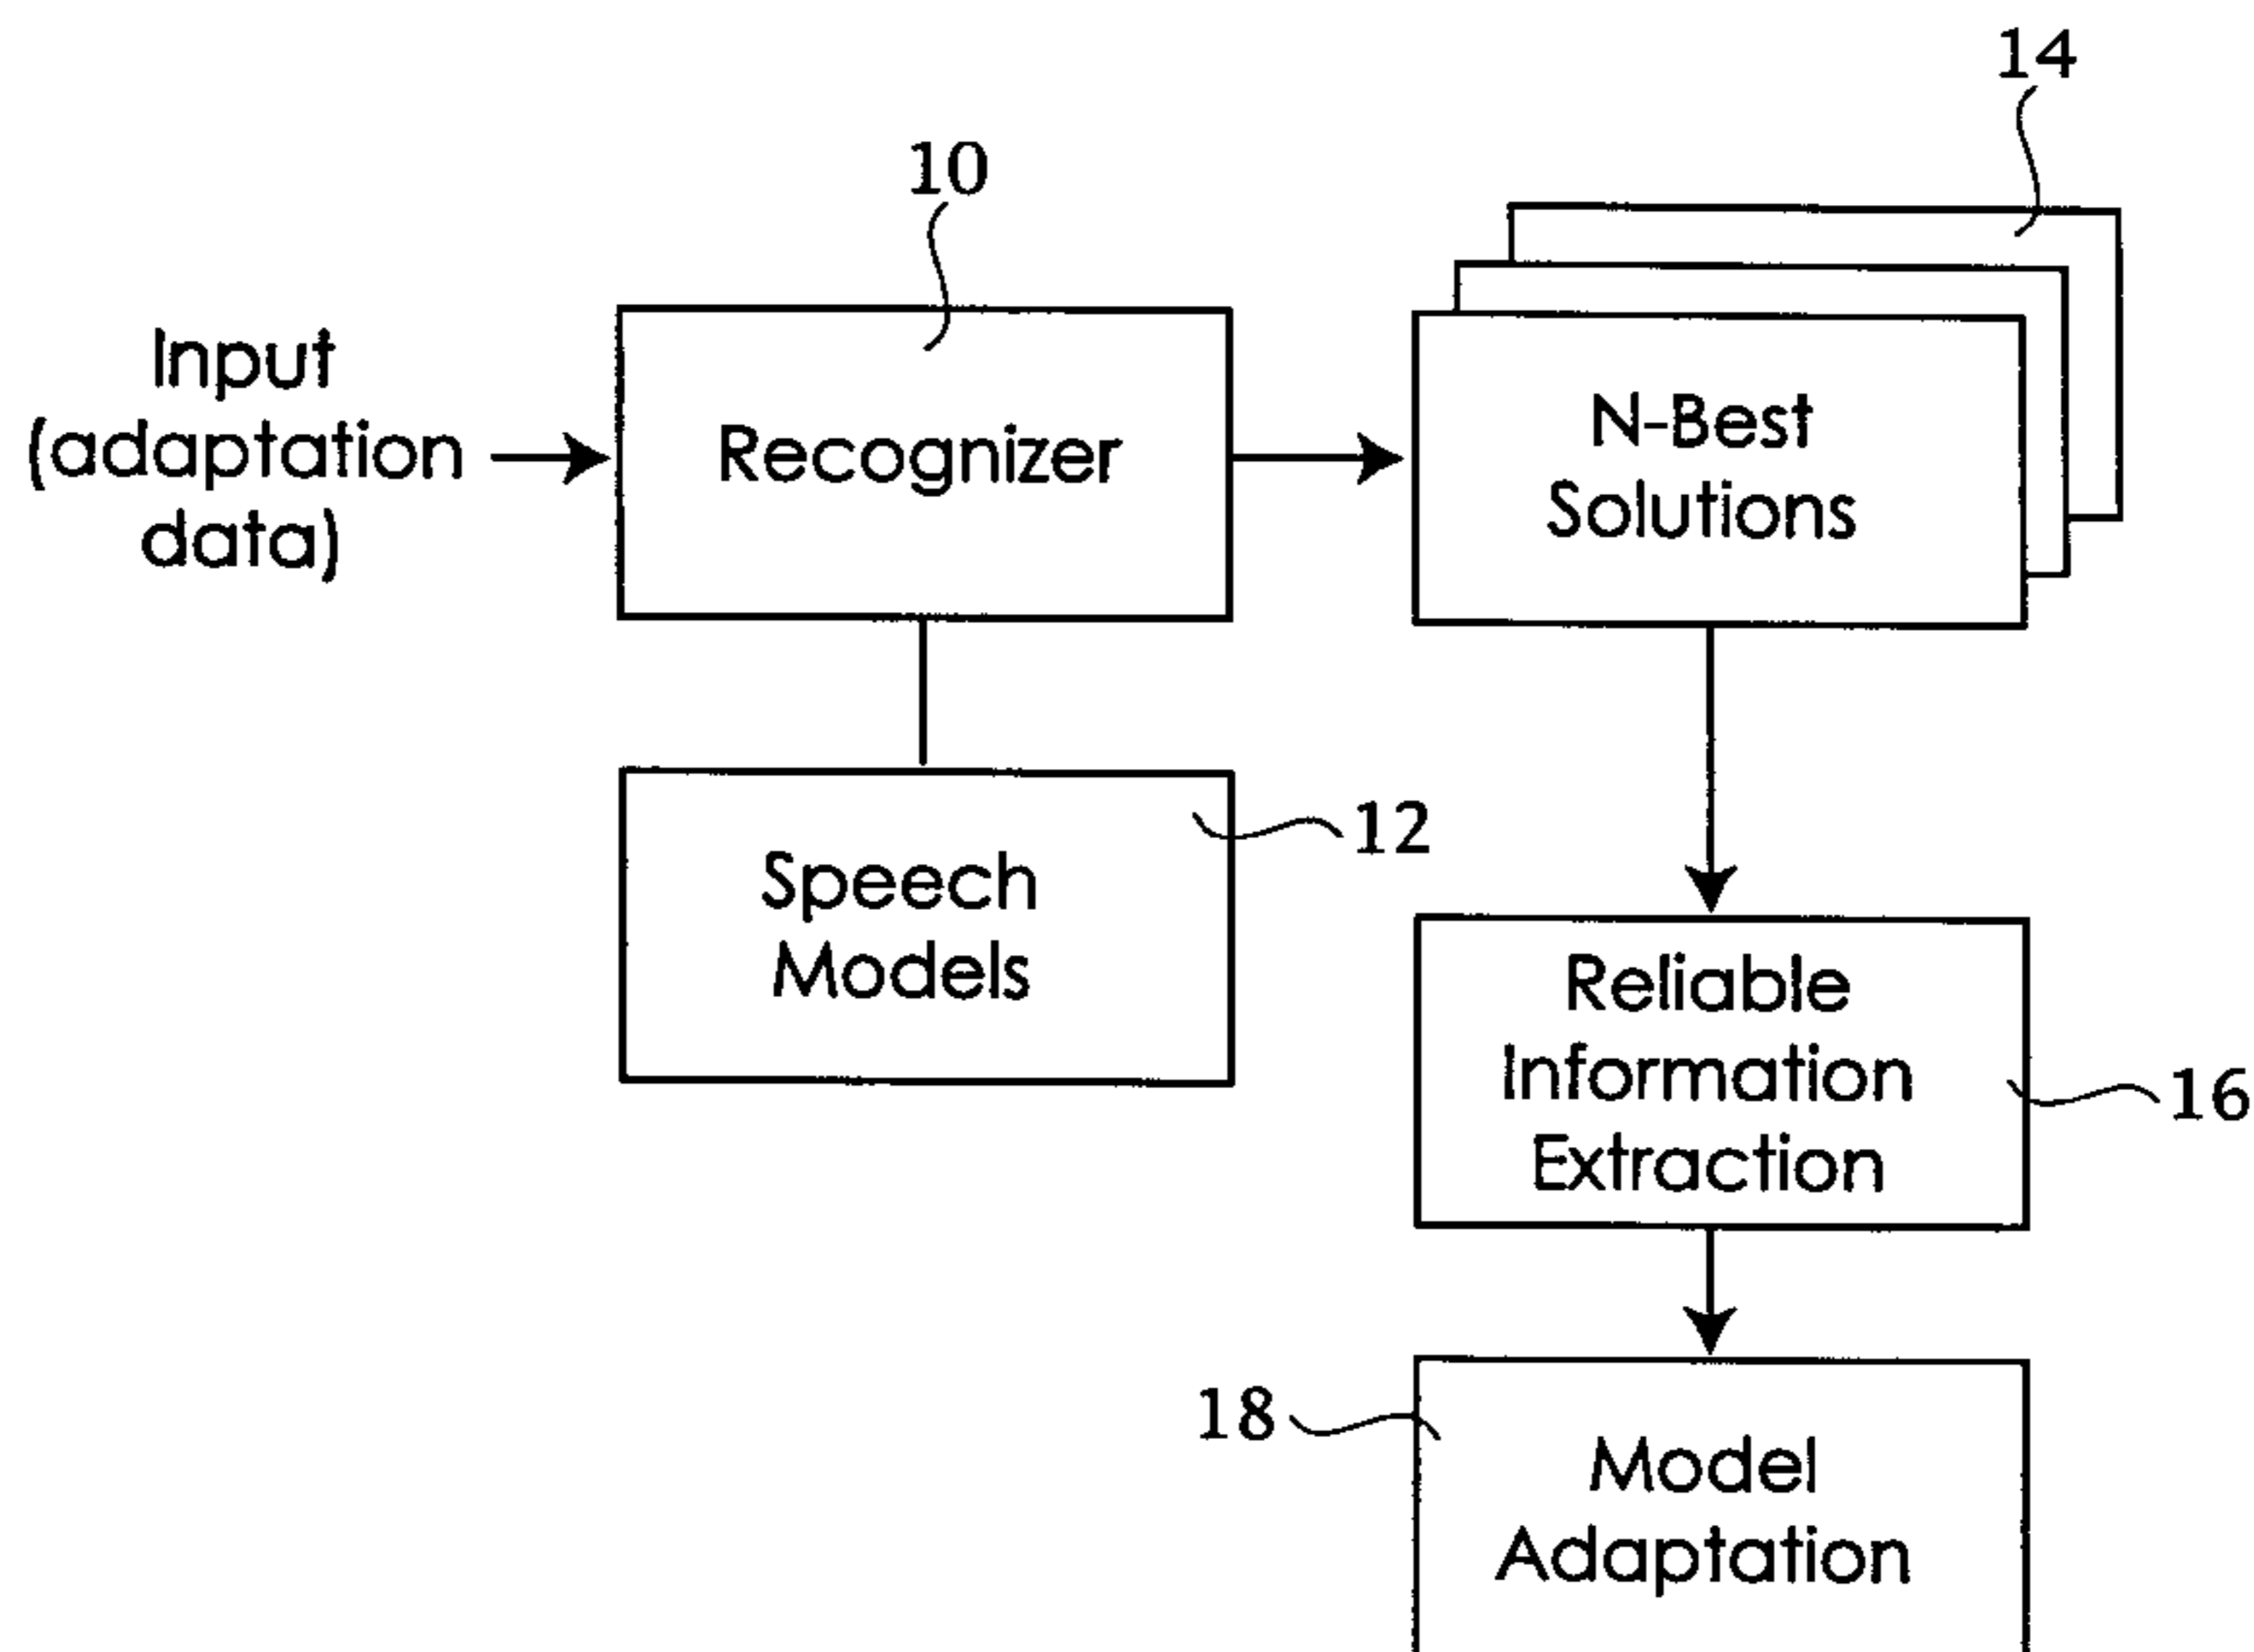 14
10
Input
(adaptation
data)
Recognizer
N-Best
Solutions
12
Speech
Models
Reliable
Information
Extraction
16
18
Model
Adaptation